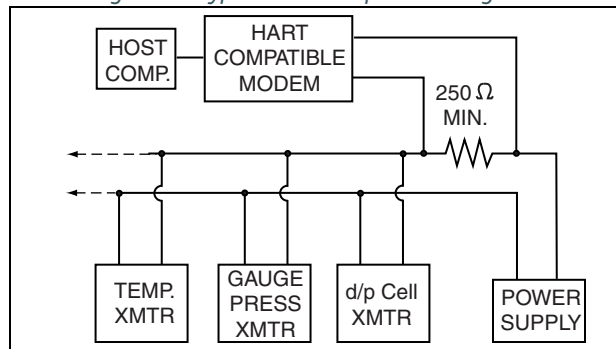 HOST
COMP.
HART
COMPATIBLE
MODEM
250 Ω
MIN.
TEMP.
XMTR
GAUGE
PRESS
XMTR
d/p Cell
XMTR
POWER
SUPPLY